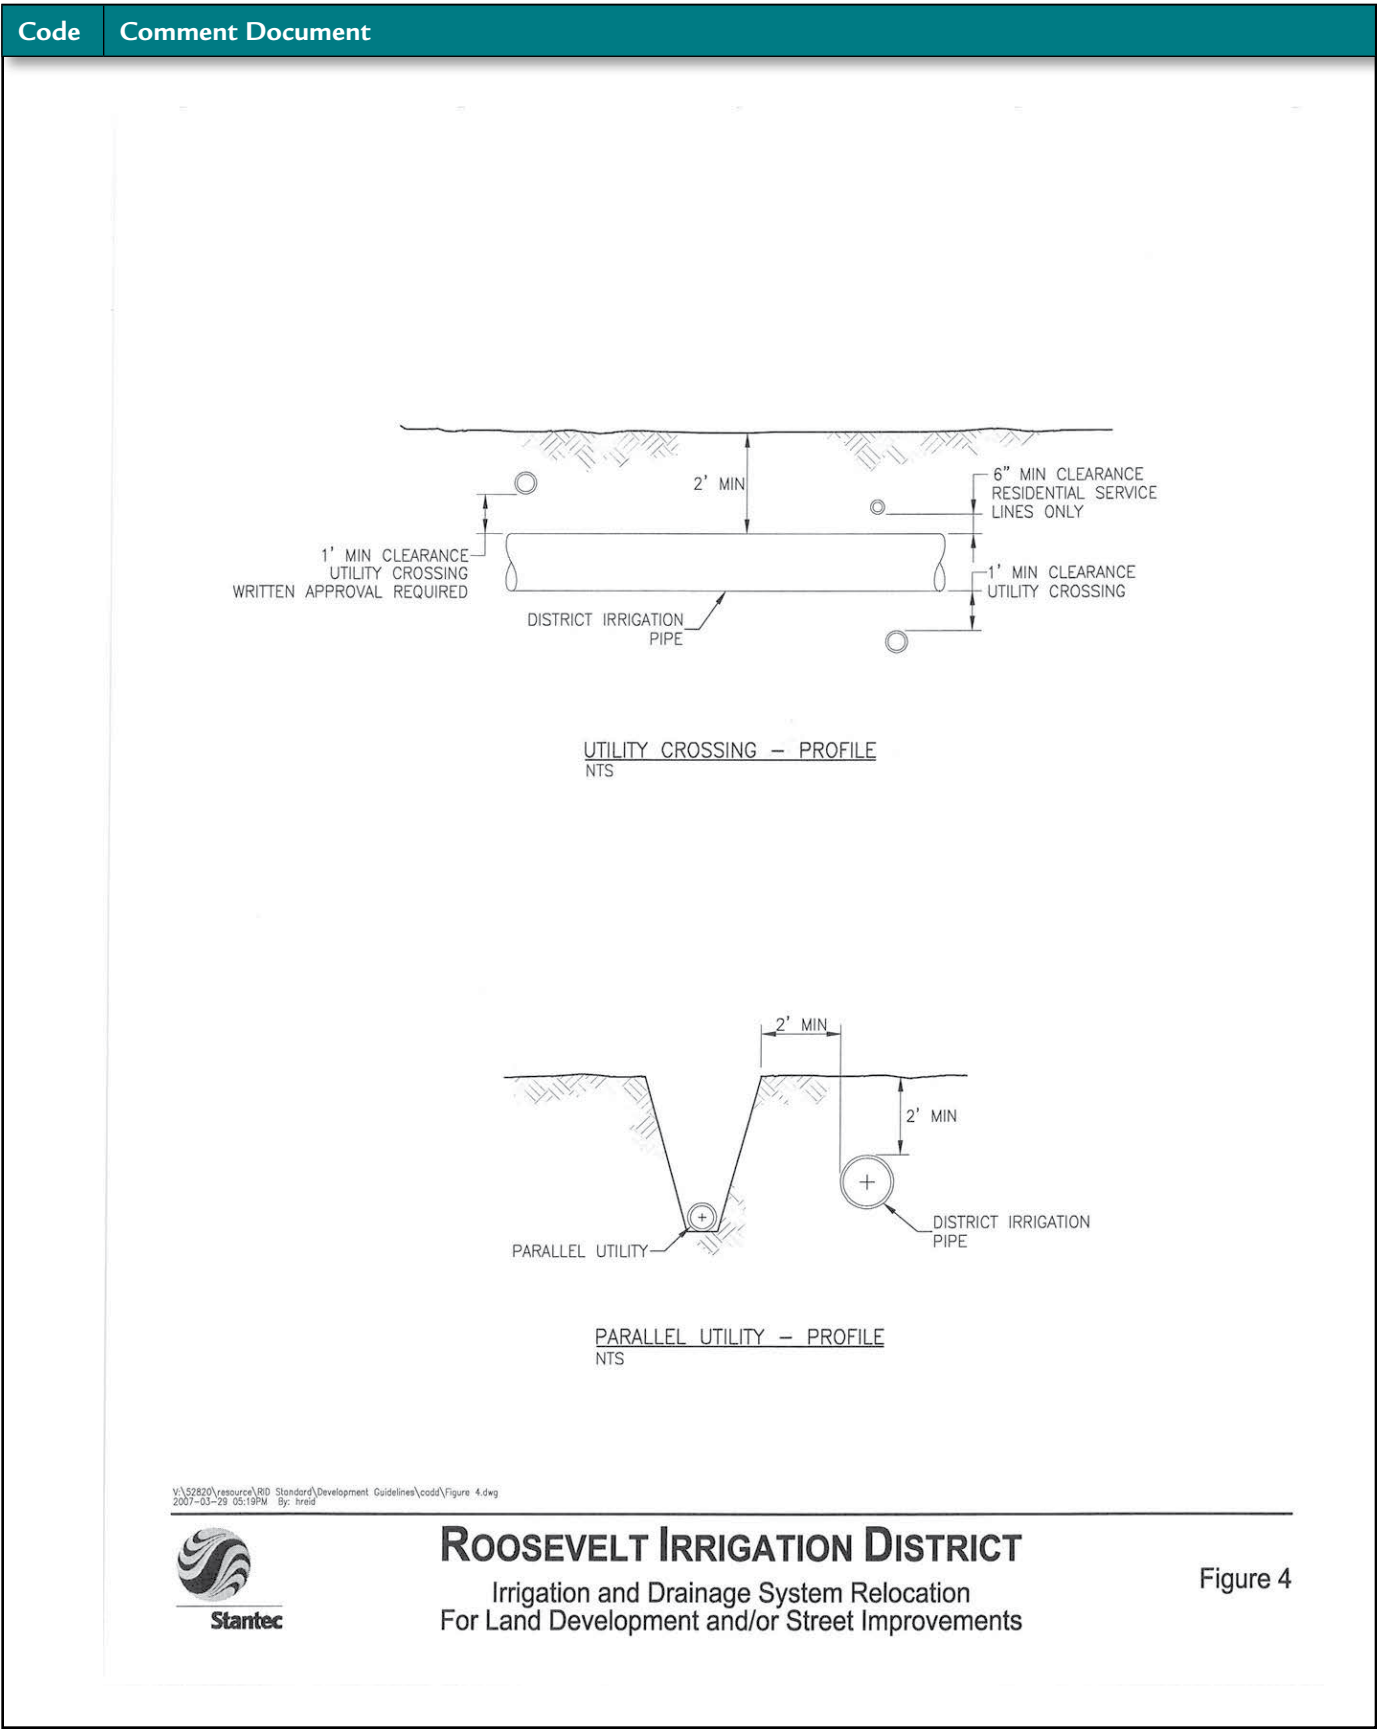 Code Comment Document
2' MIN
6" MIN CLEARANCE
RESIDENTIAL SERVICE
LINES ONLY
1' MIN CLEARANCE
UTILITY CROSSING
WRITTEN APPROVAL REQUIRED
1' MIN CLEARANCE
UTILITY CROSSING
DISTRICT IRRIGATION
PIPE
UTILITY CROSSING – PROFILE
NTS
2' MIN
2' MIN
DISTRICT IRRIGATION
PIPE
PARALLEL UTILITY
PARALLEL UTILITY – PROFILE
NTS
V:\52820\resource\RID Standard\Development Guidelines\cadd\Figure 4.dwg
2007-03-29 05:19PM By: hreid
ROOSEVELT IRRIGATION DISTRICT
Irrigation and Drainage System Relocation
For Land Development and/or Street Improvements
Figure 4
Stantec